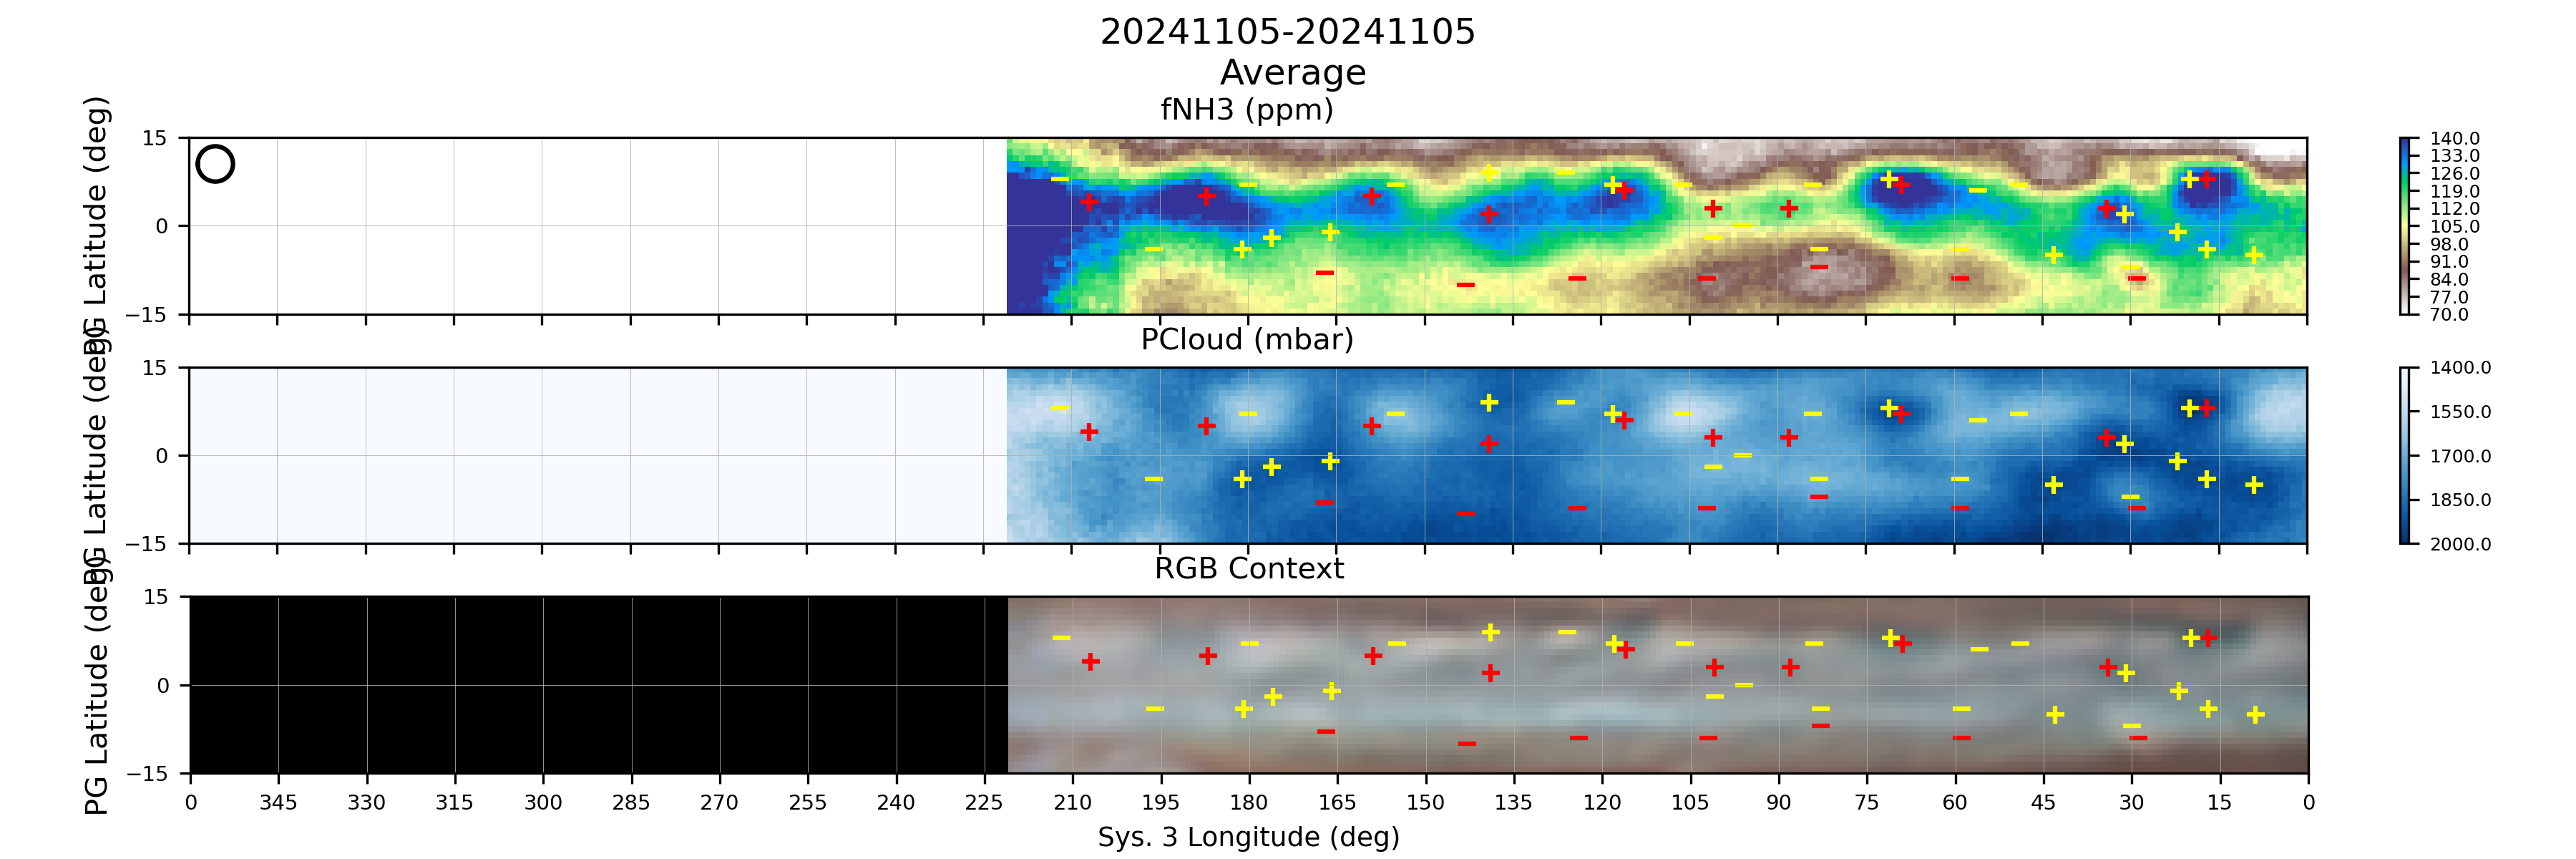 20241105-20241105
Average
fNH3 (ppm)
PG Latitude (deg)
15
0
−15
140.0
133.0
126.0
119.0
112.0
105.0
98.0
91.0
84.0
77.0
70.0
PCloud (mbar)
PG Latitude (deg)
15
0
−15
1400.0
1550.0
1700.0
1850.0
2000.0
RGB Context
PG Latitude (deg)
15
0
−15
0 345 330 315 300 285 270 255 240 225 210 195 180 165 150 135 120 105 90 75 60 45 30 15 0
Sys. 3 Longitude (deg)